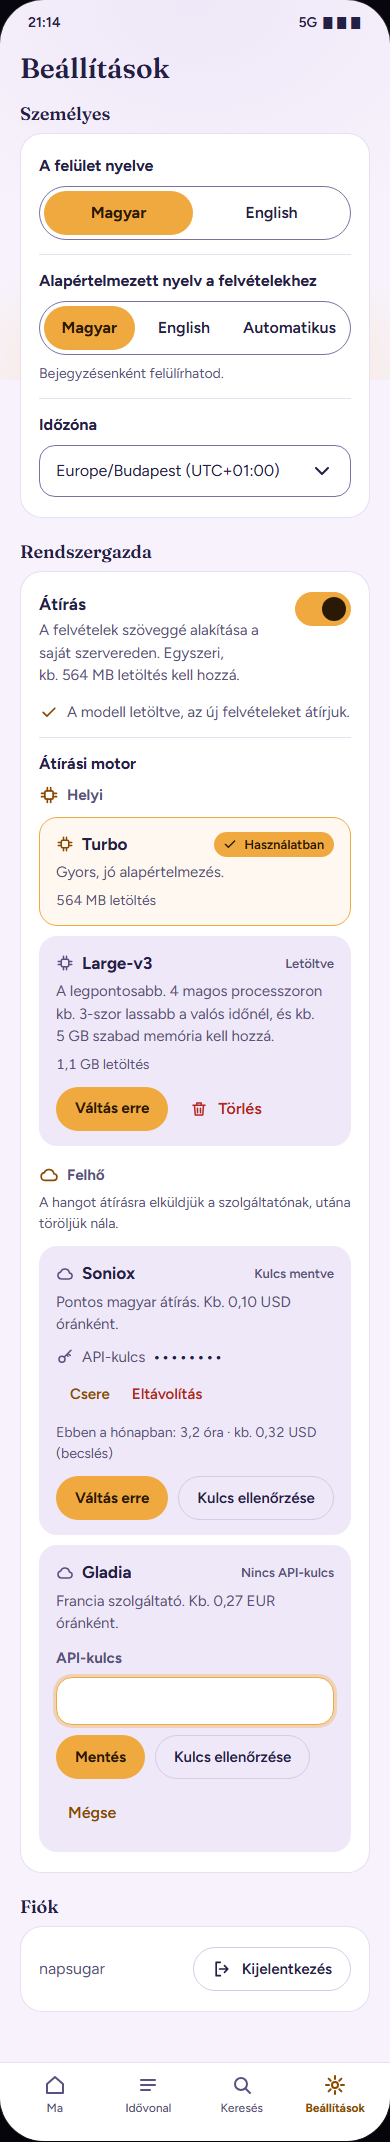 21:14
5G
Beállítások
Személyes
A felület nyelve
Magyar
English
Alapértelmezett nyelv a felvételekhez
Magyar
English
Automatikus
Bejegyzésenként felülírhatod.
Időzóna
Europe/Budapest (UTC+01:00)
Rendszergazda
Átírás
A felvételek szöveggé alakítása a
saját szervereden. Egyszeri,
kb. 564 MB letöltés kell hozzá.
A modell letöltve, az új felvételeket átírjuk.
Átírási motor
Helyi
Turbo
Használatban
Gyors, jó alapértelmezés.
564 MB letöltés
Large-v3
Letöltve
A legpontosabb. 4 magos processzoron
kb. 3-szor lassabb a valós időnél, és kb.
5 GB szabad memória kell hozzá.
1,1 GB letöltés
Váltás erre
Törlés
Felhő
A hangot átírásra elküldjük a szolgáltatónak, utána
töröljük nála.
Soniox
Kulcs mentve
Pontos magyar átírás. Kb. 0,10 USD
óránként.
API-kulcs ••••••••
Csere
Eltávolítás
Ebben a hónapban: 3,2 óra · kb. 0,32 USD
(becslés)
Váltás erre
Kulcs ellenőrzése
Gladia
Nincs API-kulcs
Francia szolgáltató. Kb. 0,27 EUR
óránként.
API-kulcs
Mentés
Kulcs ellenőrzése
Mégse
Fiók
napsugar
Kijelentkezés
Ma
Idővonal
Keresés
Beállítások